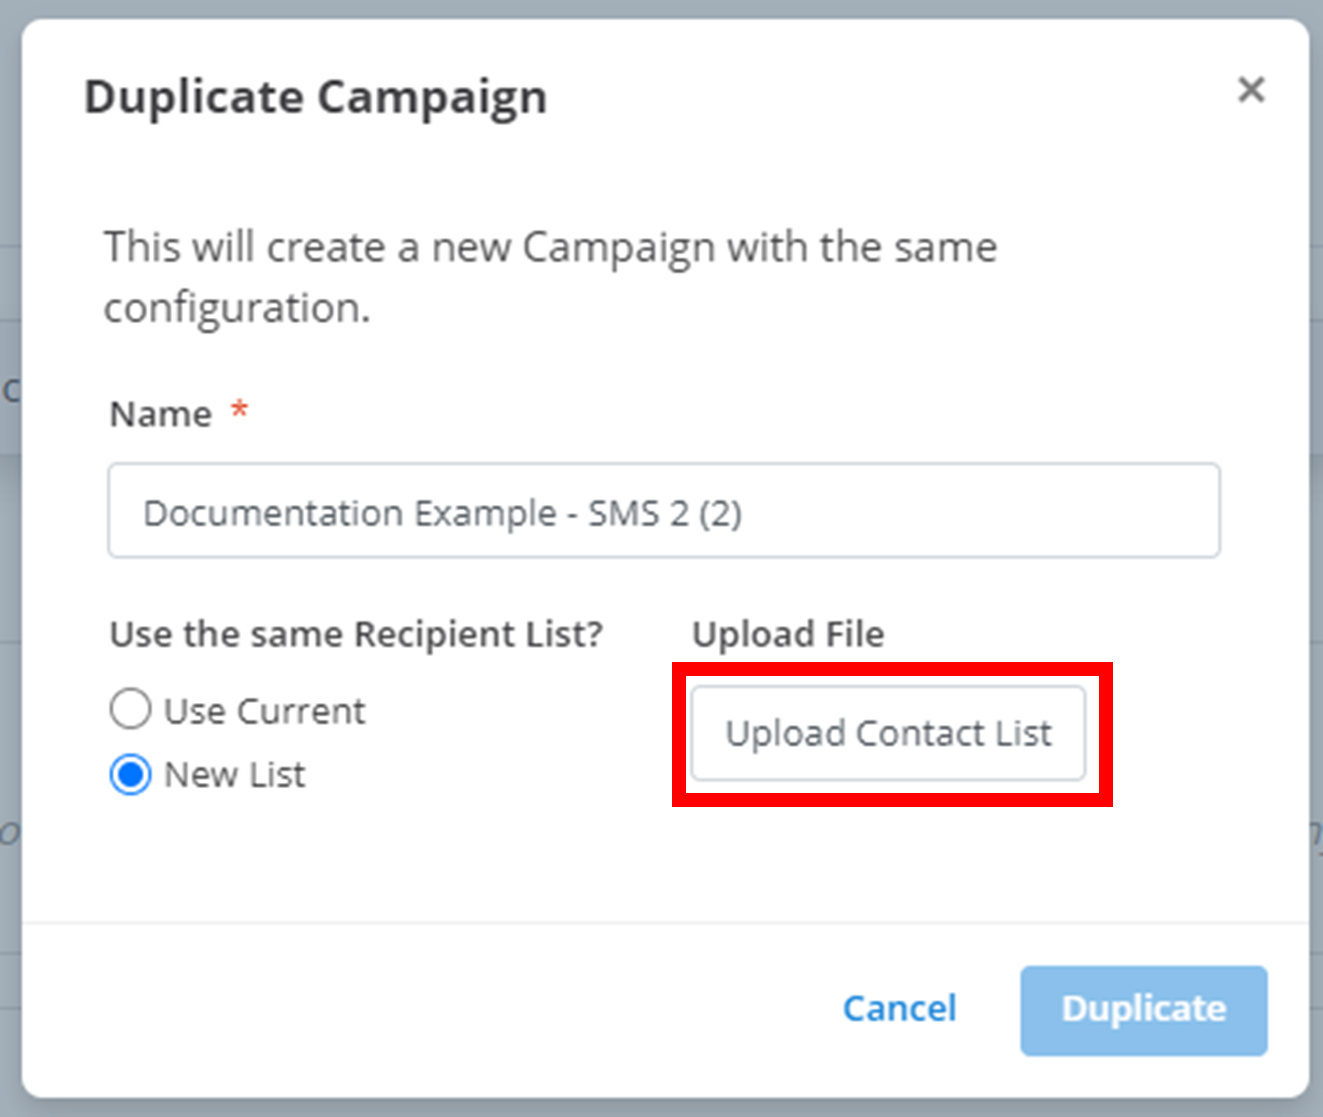 Duplicate Campaign
×
This will create a new Campaign with the same
configuration.
Name *
Documentation Example - SMS 2 (2)
Use the same Recipient List?
Upload File
Use Current
Upload Contact List
New List
Cancel
Duplicate